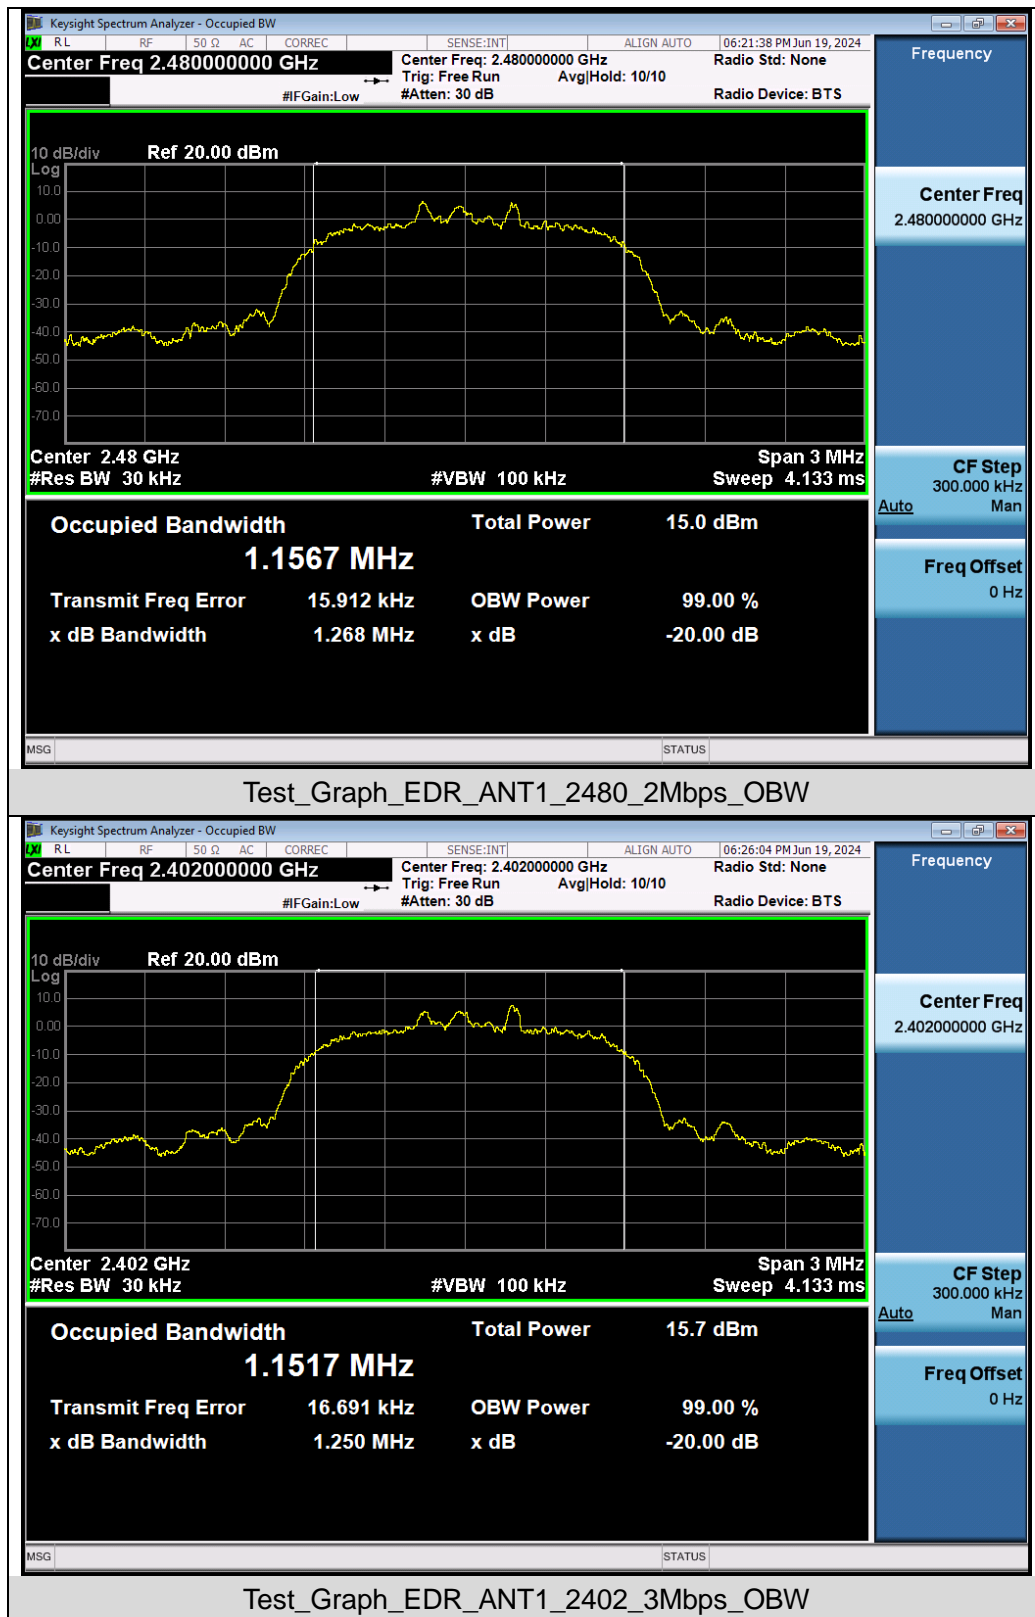 Keysight Spectrum Analyzer - Occupied BW
LXI RL RF 50 Ω AC CORREC SENSE:INT ALIGN AUTO 06:21:38 PM Jun 19, 2024
Center Freq 2.480000000 GHz
Center Freq: 2.480000000 GHz
Radio Std: None
Trig: Free Run Avg|Hold: 10/10
#IFGain:Low
#Atten: 30 dB
Radio Device: BTS
Frequency
10 dB/div Ref 20.00 dBm
Log
10.0
0.00
-10.0
-20.0
-30.0
-40.0
-50.0
-60.0
-70.0
Center Freq
2.480000000 GHz
Center 2.48 GHz Span 3 MHz
#Res BW 30 kHz #VBW 100 kHz Sweep 4.133 ms
CF Step
300.000 kHz
Auto Man
Freq Offset
0 Hz
Occupied Bandwidth Total Power 15.0 dBm
1.1567 MHz
Transmit Freq Error 15.912 kHz OBW Power 99.00 %
x dB Bandwidth 1.268 MHz x dB -20.00 dB
MSG STATUS
Test_Graph_EDR_ANT1_2480_2Mbps_OBW
Keysight Spectrum Analyzer - Occupied BW
LXI RL RF 50 Ω AC CORREC SENSE:INT ALIGN AUTO 06:26:04 PM Jun 19, 2024
Center Freq 2.402000000 GHz
Center Freq: 2.402000000 GHz
Radio Std: None
Trig: Free Run Avg|Hold: 10/10
#IFGain:Low
#Atten: 30 dB
Radio Device: BTS
Frequency
10 dB/div Ref 20.00 dBm
Log
10.0
0.00
-10.0
-20.0
-30.0
-40.0
-50.0
-60.0
-70.0
Center Freq
2.402000000 GHz
Center 2.402 GHz Span 3 MHz
#Res BW 30 kHz #VBW 100 kHz Sweep 4.133 ms
CF Step
300.000 kHz
Auto Man
Freq Offset
0 Hz
Occupied Bandwidth Total Power 15.7 dBm
1.1517 MHz
Transmit Freq Error 16.691 kHz OBW Power 99.00 %
x dB Bandwidth 1.250 MHz x dB -20.00 dB
MSG STATUS
Test_Graph_EDR_ANT1_2402_3Mbps_OBW